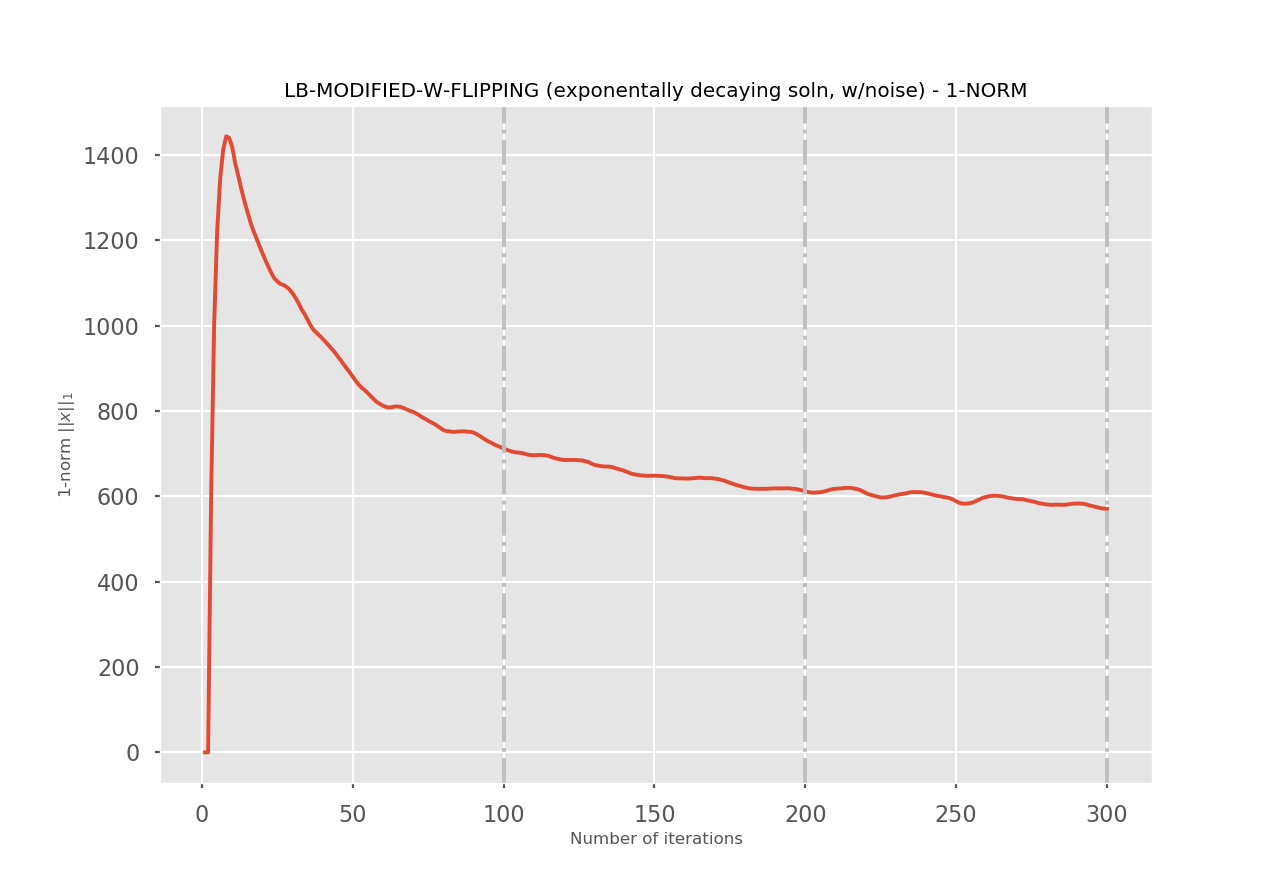 LB-MODIFIED-W-FLIPPING (exponentially decaying soln, w/noise) - 1-NORM
1400
1200
1000
800
600
400
200
0
1-norm ||x||₁
0 50 100 150 200 250 300
Number of iterations